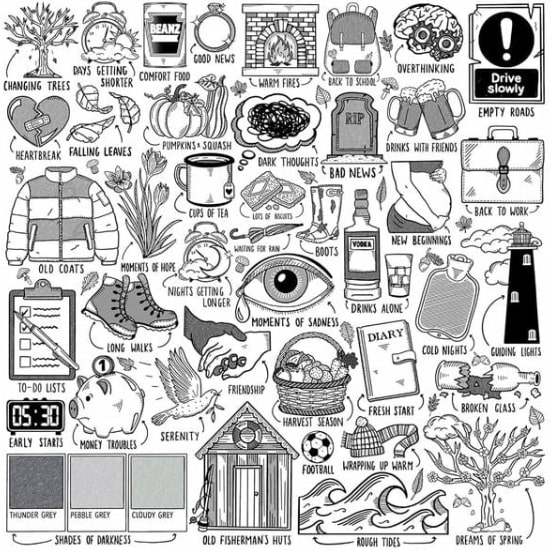 BEANZ
CHANGING TREES
DAYS GETTING
SHORTER
COMFORT FOOD
GOOD NEWS
WARM FIRES
BACK TO SCHOOL
OVERTHINKING
Drive
slowly
EMPTY ROADS
HEARTBREAK
FALLING LEAVES
PUMPKINS & SQUASH
DARK THOUGHTS
RIP
BAD NEWS
DRINKS WITH FRIENDS
BACK TO WORK
OLD COATS
MOMENTS OF HOPE
CUPS OF TEA
LOTS OF BISCUITS
WAITING FOR RAIN
BOOTS
VODKA
DRINKS ALONE
NEW BEGINNINGS
NIGHTS GETTING
LONGER
MOMENTS OF SADNESS
COLD NIGHTS
GUIDING LIGHTS
TO-DO LISTS
LONG WALKS
FRIENDSHIP
HARVEST SEASON
DIARY
FRESH START
BROKEN GLASS
05:30
EARLY STARTS
1
MONEY TROUBLES
SERENITY
FOOTBALL
WRAPPING UP WARM
THUNDER GREY
PEBBLE GREY
CLOUDY GREY
SHADES OF DARKNESS
OLD FISHERMAN'S HUTS
ROUGH TIDES
DREAMS OF SPRING